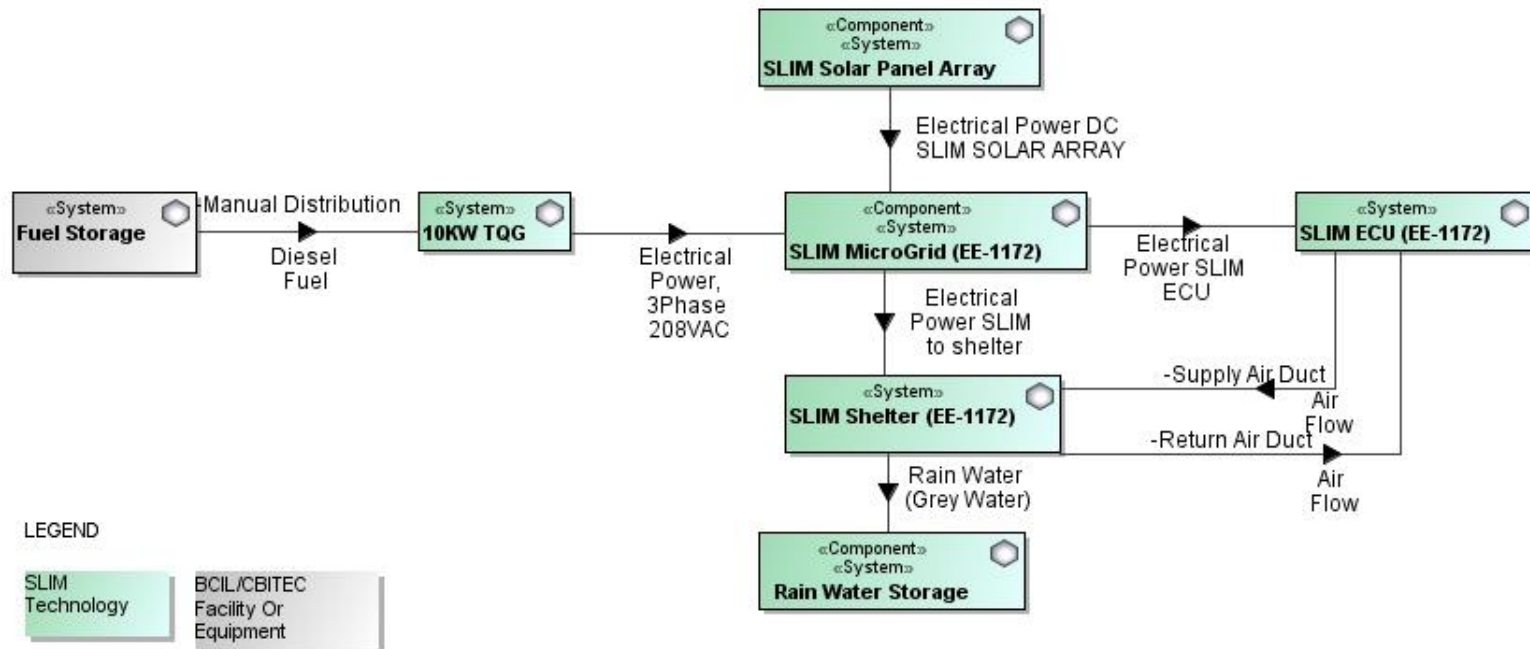 «Component»
«System»
SLIM Solar Panel Array
Electrical Power DC
SLIM SOLAR ARRAY
«System»
Fuel Storage
-Manual Distribution
Diesel
Fuel
«System»
10KW TQG
Electrical
Power,
3Phase
208VAC
«Component»
«System»
SLIM MicroGrid (EE-1172)
Electrical
Power SLIM
ECU
«System»
SLIM ECU (EE-1172)
Electrical
Power SLIM
to shelter
-Supply Air Duct
Air
Flow
«System»
SLIM Shelter (EE-1172)
-Return Air Duct
Air
Flow
Rain Water
(Grey Water)
«Component»
«System»
Rain Water Storage
LEGEND
SLIM
Technology
BCIL/CBITEC
Facility Or
Equipment